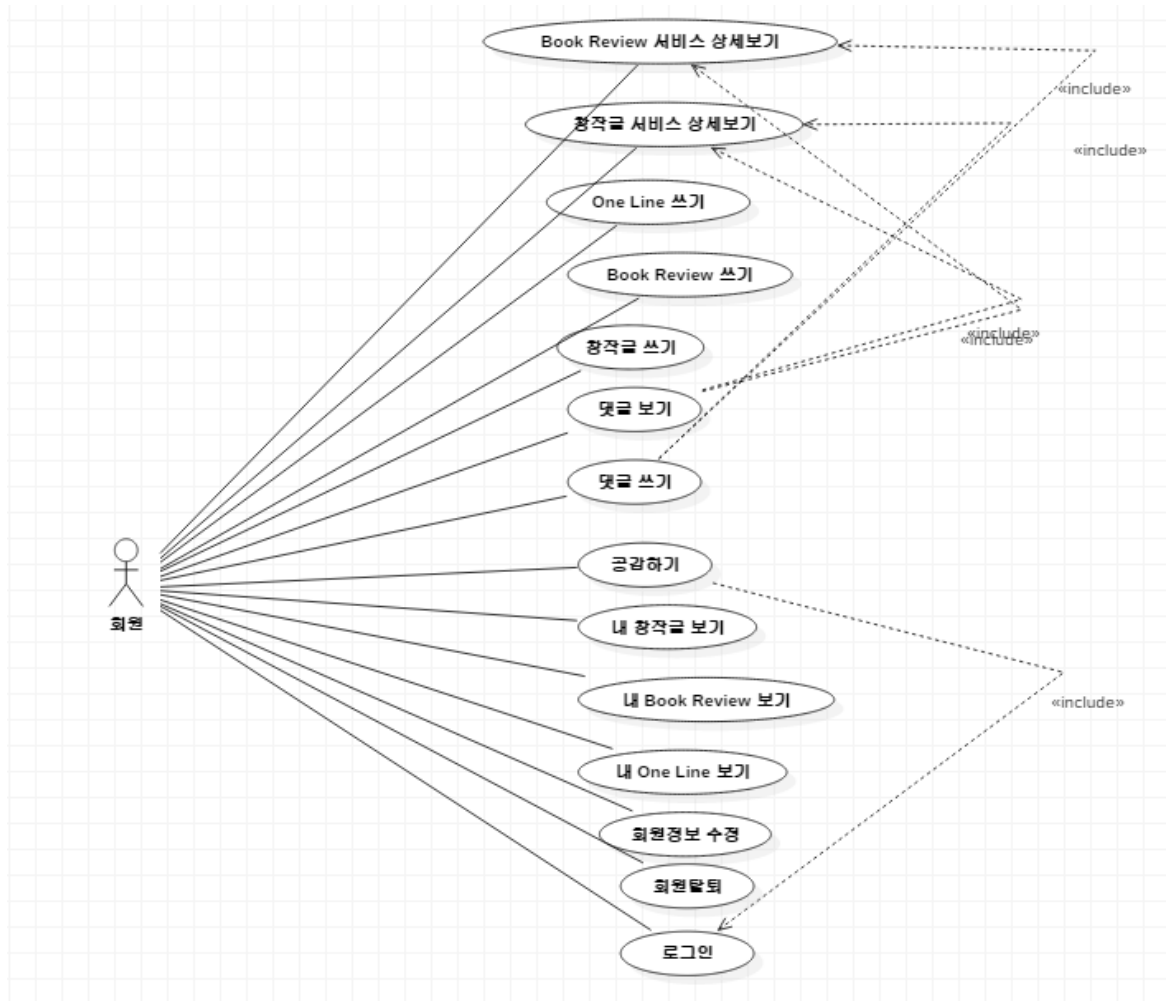 Book Review 서비스 상세보기
«include»
창작글 서비스 상세보기
«include»
One Line 쓰기
Book Review 쓰기
«include»
«include»
창작글 쓰기
댓글 보기
댓글 쓰기
공감하기
회원
내 창작글 보기
내 Book Review 보기
«include»
내 One Line 보기
회원정보 수정
회원탈퇴
로그인